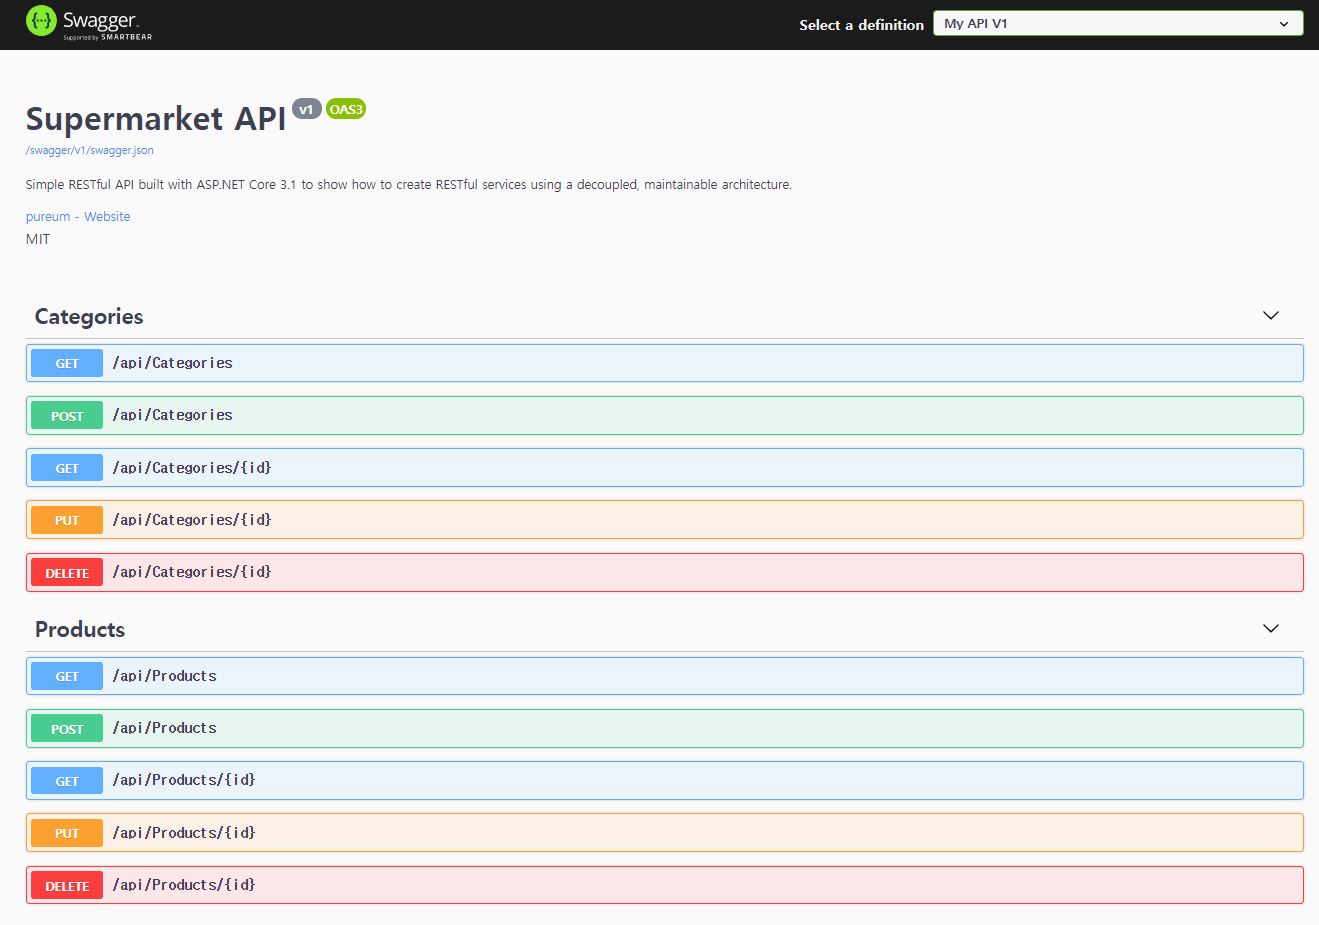 Swagger
Supported by SMARTBEAR
Select a definition
My API V1
Supermarket API v1 OAS3
/swagger/v1/swagger.json
Simple RESTful API built with ASP.NET Core 3.1 to show how to create RESTful services using a decoupled, maintainable architecture.
pureum - Website
MIT
Categories
GET /api/Categories
POST /api/Categories
GET /api/Categories/{id}
PUT /api/Categories/{id}
DELETE /api/Categories/{id}
Products
GET /api/Products
POST /api/Products
GET /api/Products/{id}
PUT /api/Products/{id}
DELETE /api/Products/{id}